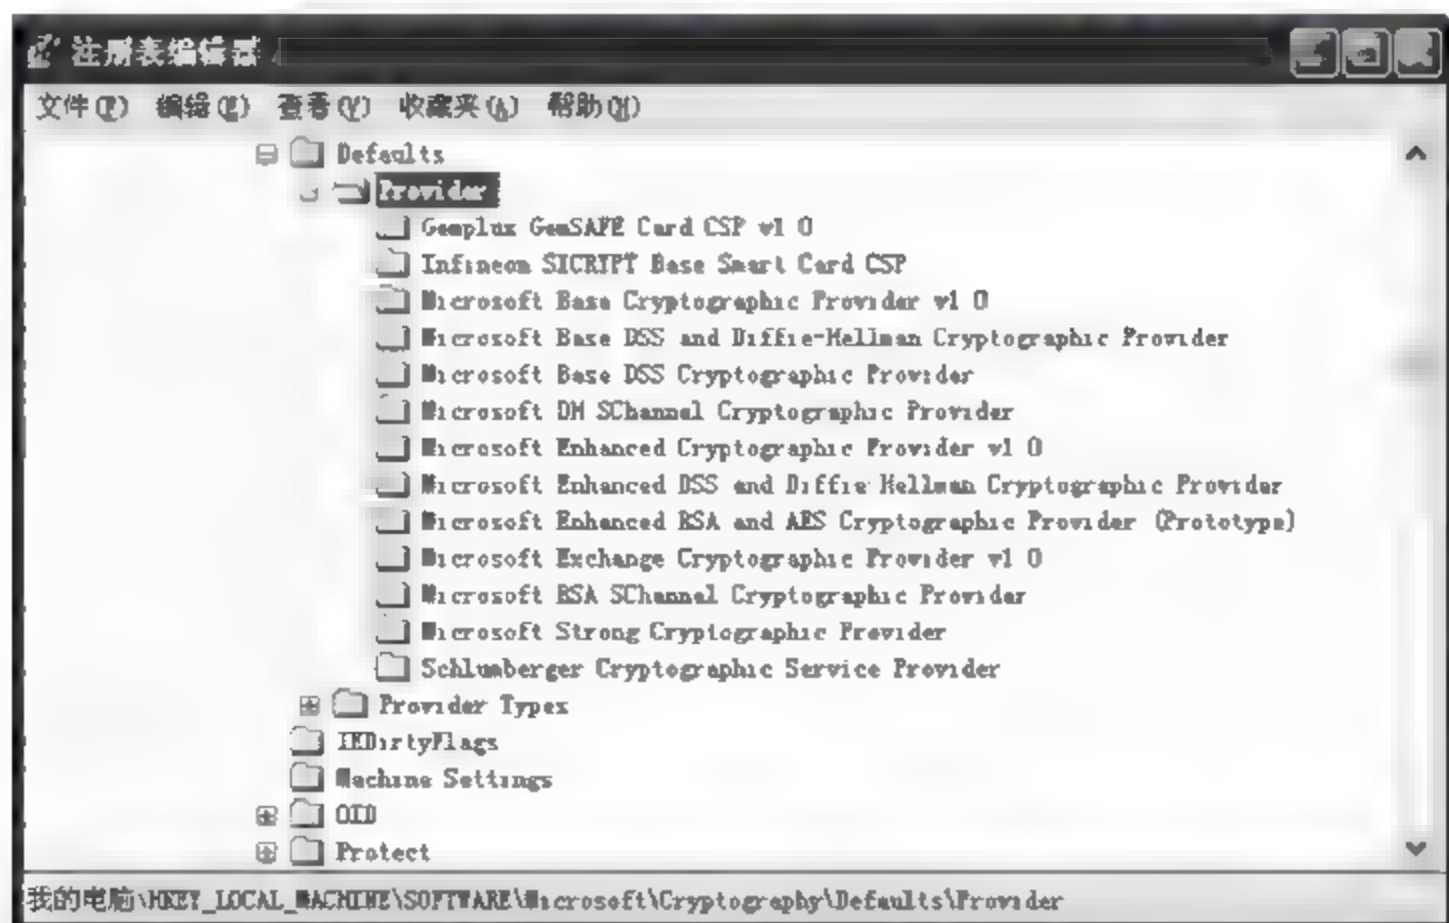 注册表编辑器
文件(F) 编辑(E) 查看(V) 收藏夹(A) 帮助(H)
Defaults
Provider
Gemplus GemSAFE Card CSP v1.0
Infineon SICRYPT Base Smart Card CSP
Microsoft Base Cryptographic Provider v1.0
Microsoft Base DSS and Diffie-Hellman Cryptographic Provider
Microsoft Base DSS Cryptographic Provider
Microsoft DH SChannel Cryptographic Provider
Microsoft Enhanced Cryptographic Provider v1.0
Microsoft Enhanced DSS and Diffie-Hellman Cryptographic Provider
Microsoft Enhanced RSA and AES Cryptographic Provider (Prototype)
Microsoft Exchange Cryptographic Provider v1.0
Microsoft RSA SChannel Cryptographic Provider
Microsoft Strong Cryptographic Provider
Schlumberger Cryptographic Service Provider
Provider Types
IEDirtyFlags
Machine Settings
OID
Protect
我的电脑\HKEY_LOCAL_MACHINE\SOFTWARE\Microsoft\Cryptography\Defaults\Provider